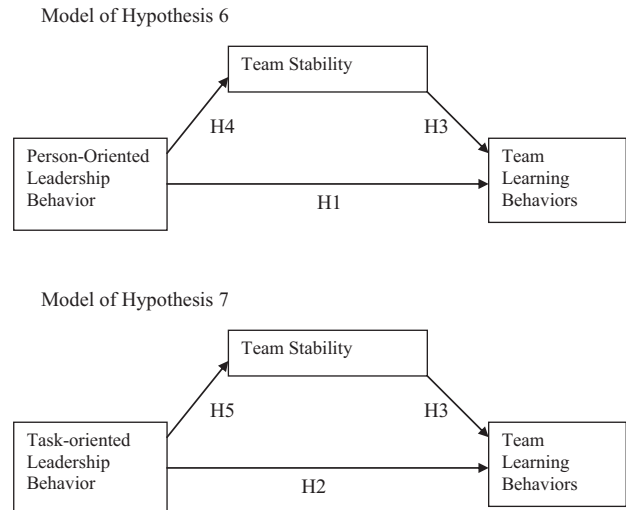 Model of Hypothesis 6
Team Stability
H4
H3
Person-Oriented
Leadership
Behavior
Team
Learning
Behaviors
H1
Model of Hypothesis 7
Team Stability
H5
H3
Task-oriented
Leadership
Behavior
Team
Learning
Behaviors
H2